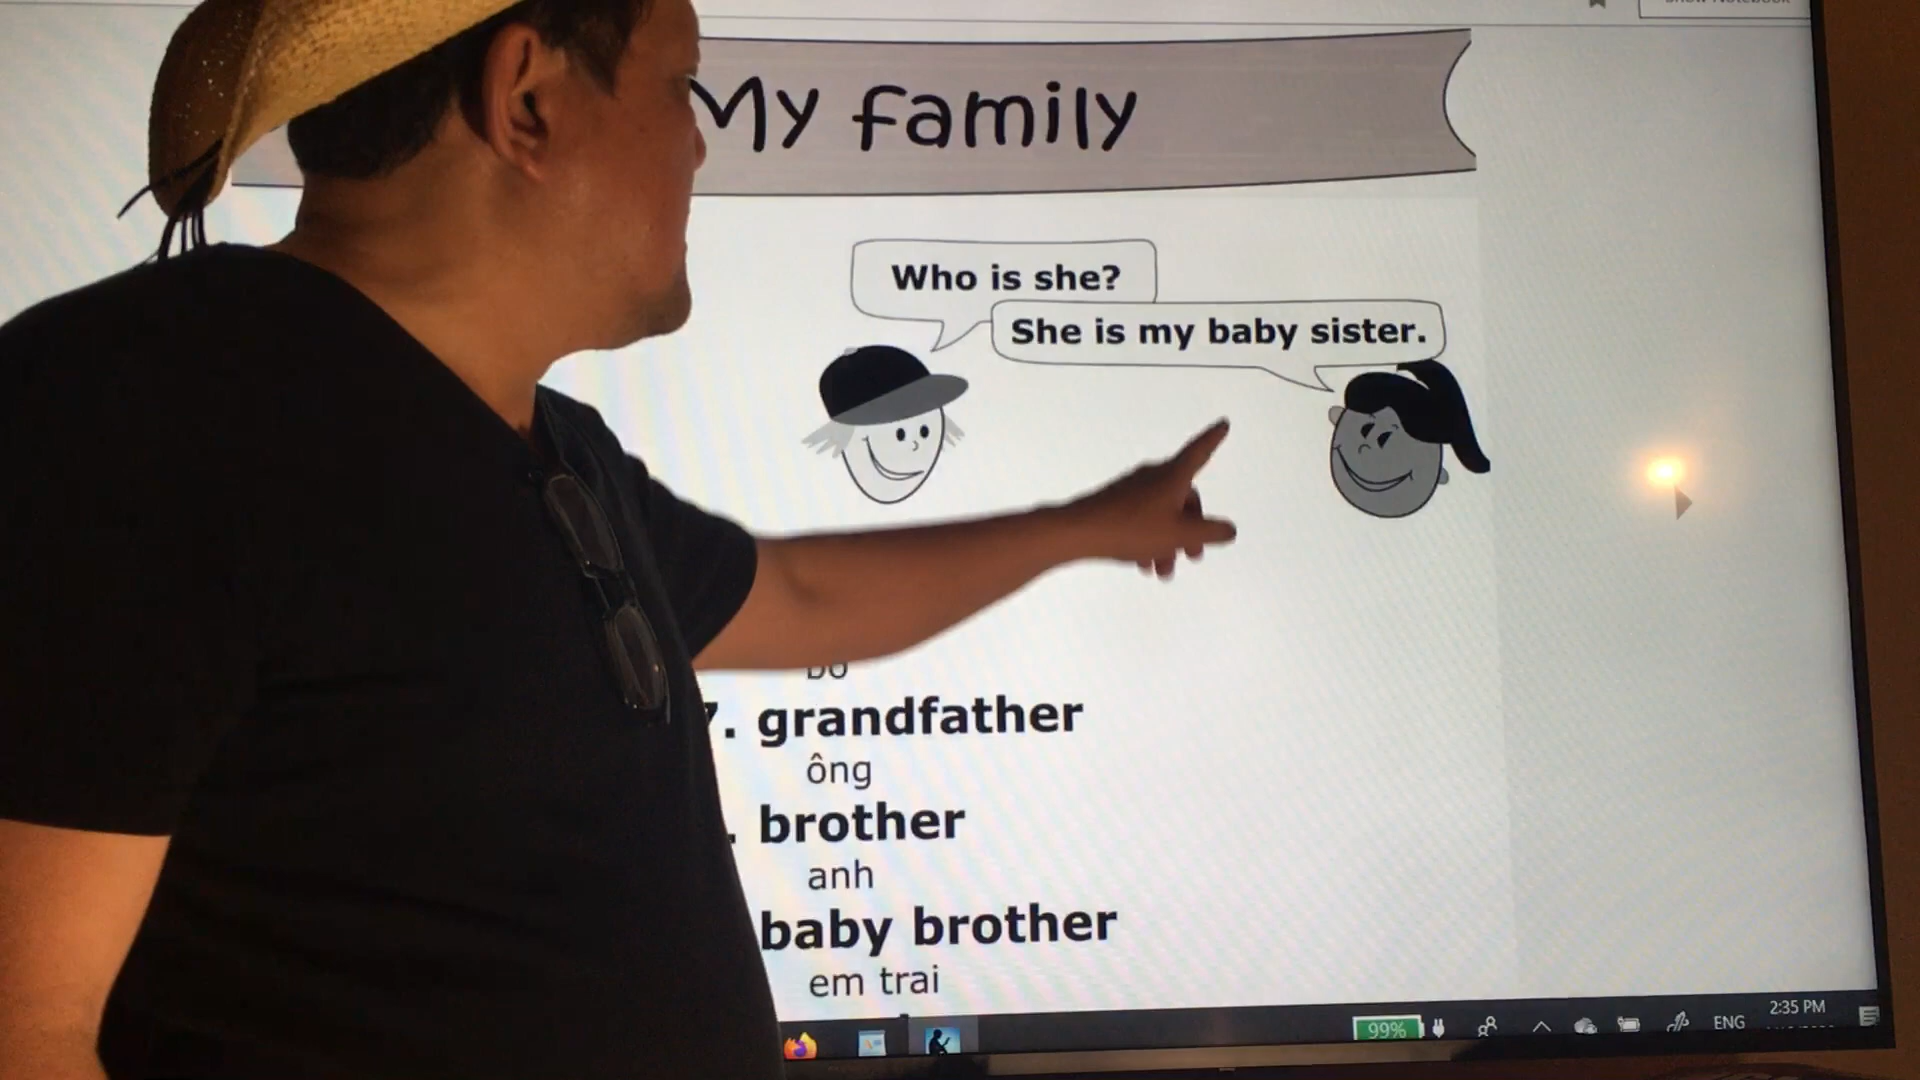 My family
Who is she?
She is my baby sister.
7. grandfather
ông
. brother
anh
baby brother
em trai
99%
ENG
2:35 PM